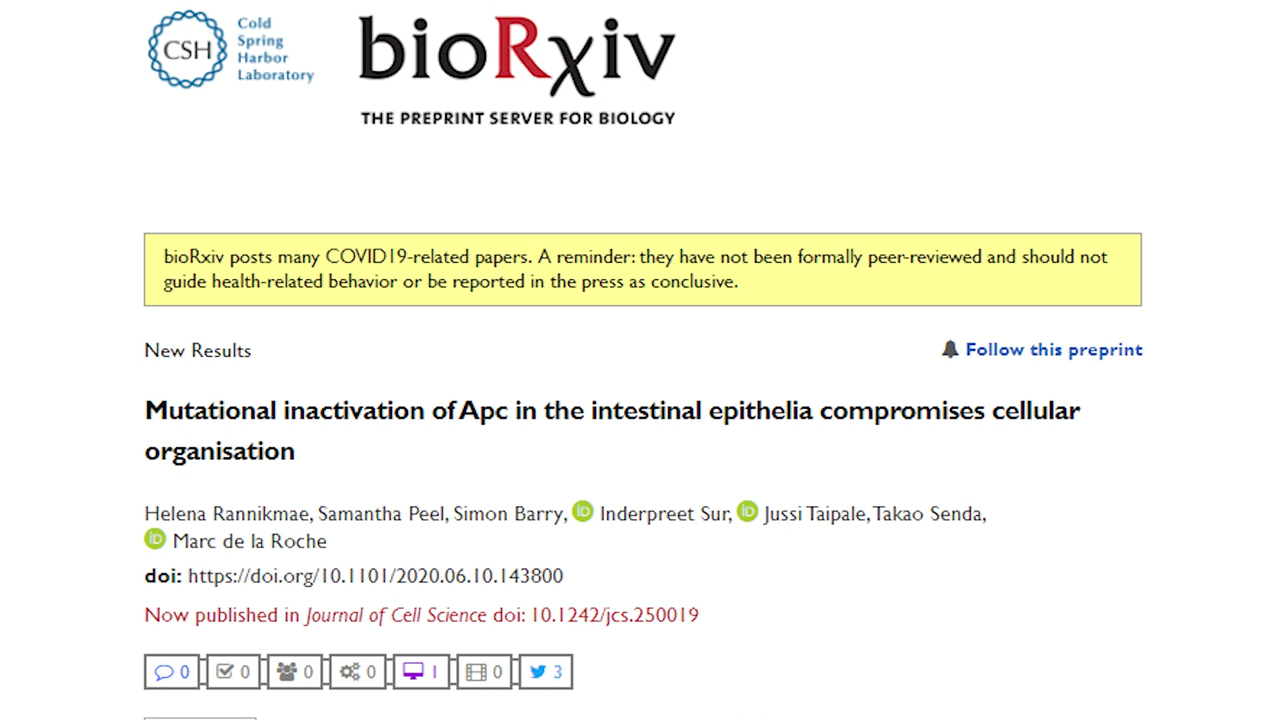 CSH
Cold
Spring
Harbor
Laboratory
bioRxiv
THE PREPRINT SERVER FOR BIOLOGY
bioRxiv posts many COVID19-related papers. A reminder: they have not been formally peer-reviewed and should not
guide health-related behavior or be reported in the press as conclusive.
New Results
Follow this preprint
Mutational inactivation of Apc in the intestinal epithelia compromises cellular
organisation
Helena Rannikmae, Samantha Peel, Simon Barry, iD Inderpreet Sur, iD Jussi Taipale, Takao Senda,
iD Marc de la Roche
doi: https://doi.org/10.1101/2020.06.10.143800
Now published in Journal of Cell Science doi: 10.1242/jcs.250019
0 0 0 0 1 0 3